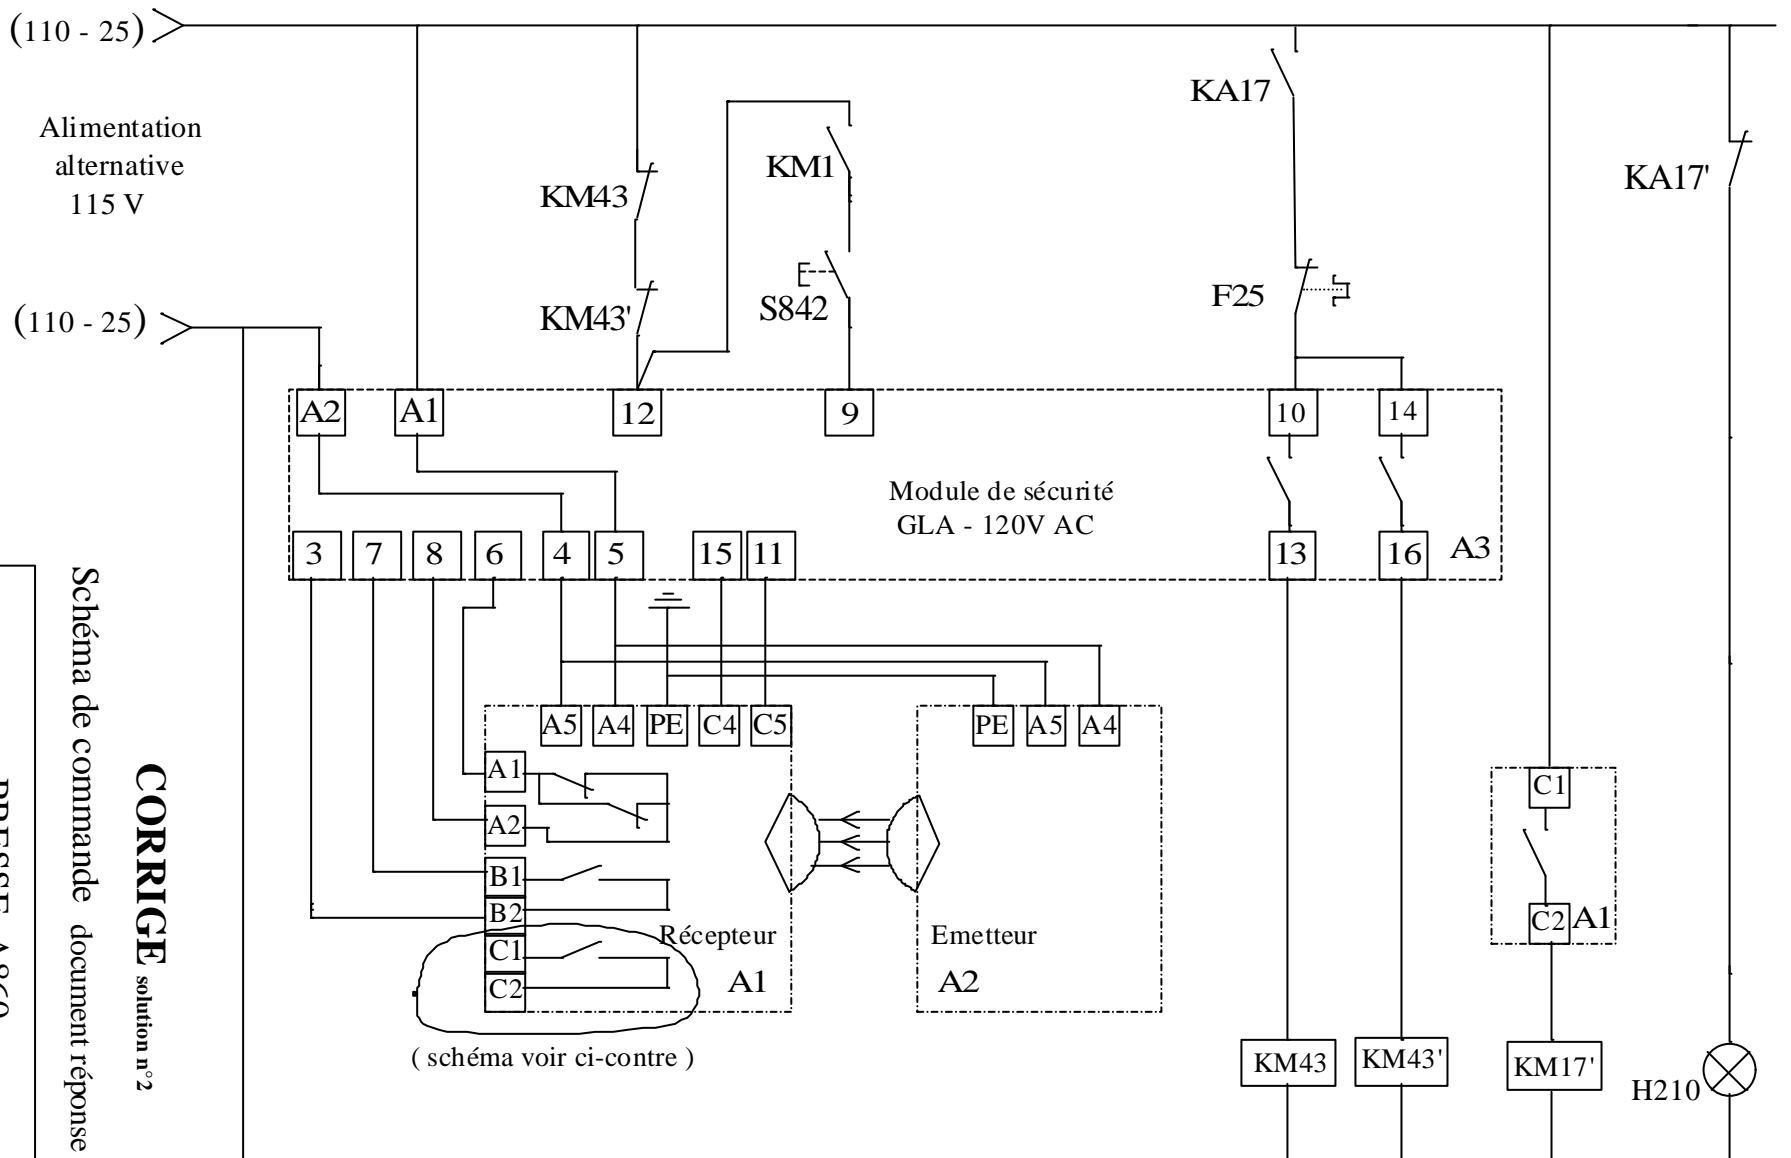 (110 - 25)
Alimentation
alternative
115 V
(110 - 25)
KM43
KM43'
KM1
S842
KA17
F25
KA17'
A2
A1
12
9
10
14
Module de sécurité
GLA - 120V AC
3
7
8
6
4
5
15
11
13
16
A3
A5
A4
PE
C4
C5
PE
A5
A4
A1
A2
B1
B2
C1
C2
Récepteur
A1
Emetteur
A2
( schéma voir ci-contre )
C1
C2
A1
KM43
KM43'
KM17'
H210
CORRIGE solution n°2
Schéma de commande document réponse